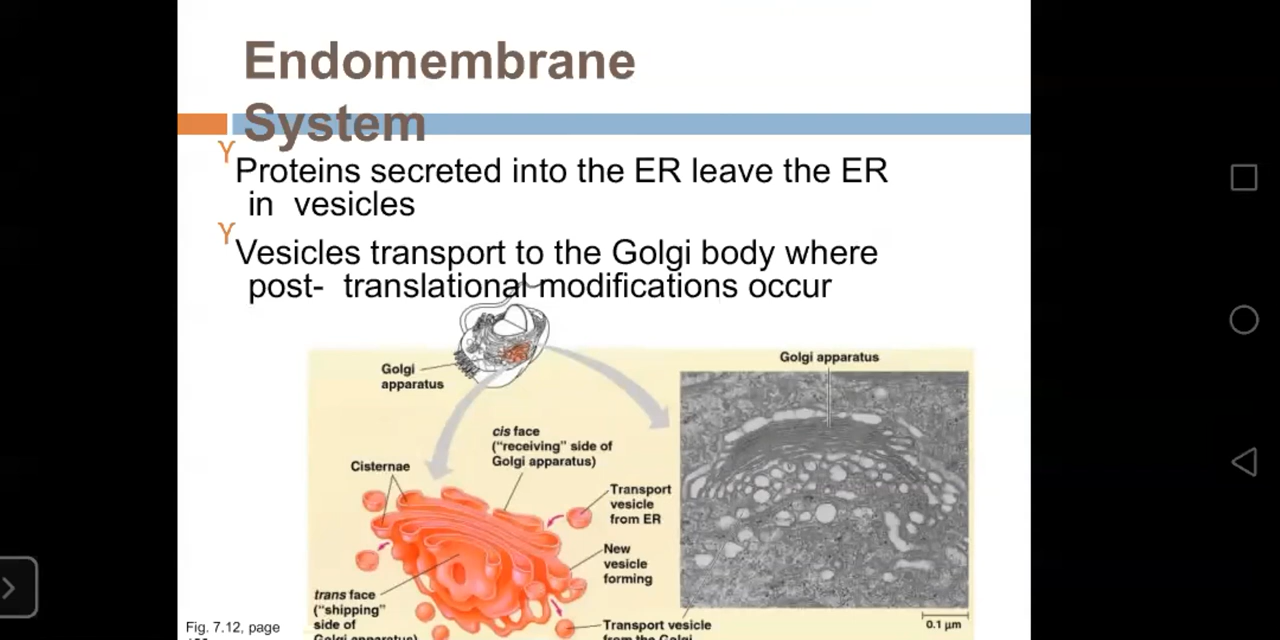 Endomembrane
System
Proteins secreted into the ER leave the ER
in vesicles
Vesicles transport to the Golgi body where
post- translational modifications occur
Golgi
apparatus
Golgi apparatus
cis face
("receiving" side of
Golgi apparatus)
Cisternae
Transport
vesicle
from ER
New
vesicle
forming
trans face
("shipping"
side of
Golgi apparatus)
Transport vesicle
from the Golgi
0.1 µm
Fig. 7.12, page